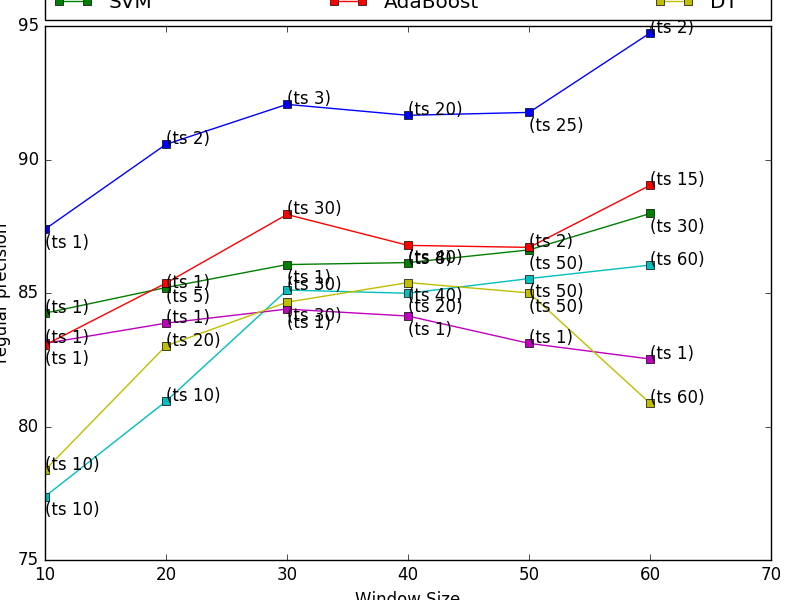 SVM AdaBoost DT
95
(ts 2)
(ts 3)
(ts 20)
(ts 25)
90
(ts 2)
(ts 1)
(ts 15)
(ts 30)
(ts 30)
(ts 2)
(ts 60)
(ts 50)
(ts 1)
(ts 30)
(ts 1)
(ts 5)
(ts 40)
(ts 20)
(ts 50)
(ts 50)
85
(ts 1)
(ts 1)
(ts 30)
(ts 1)
(ts 1)
(ts 1)
(ts 1)
(ts 1)
(ts 20)
(ts 1)
80
(ts 10)
(ts 60)
(ts 10)
(ts 10)
75
10 20 30 40 50 60 70
regular precision
Window Size